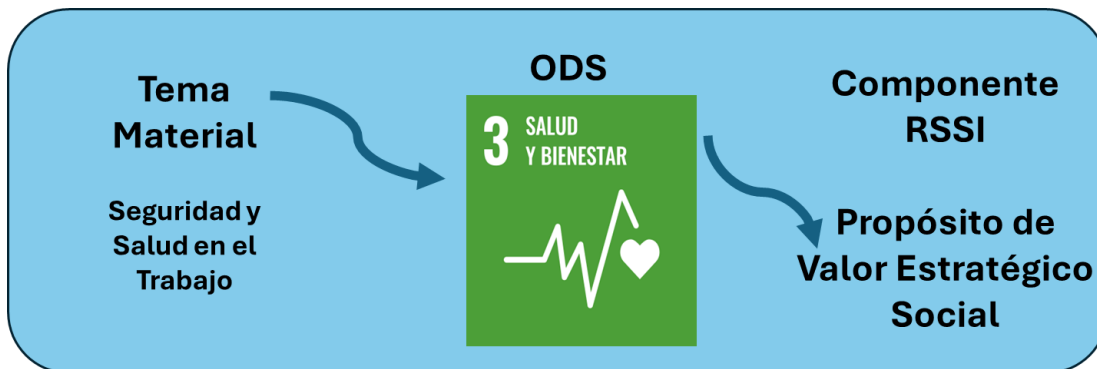 Tema
Material
Seguridad y
Salud en el
Trabajo
ODS
3 SALUD
Y BIENESTAR
Componente
RSSI
Propósito de
Valor Estratégico
Social